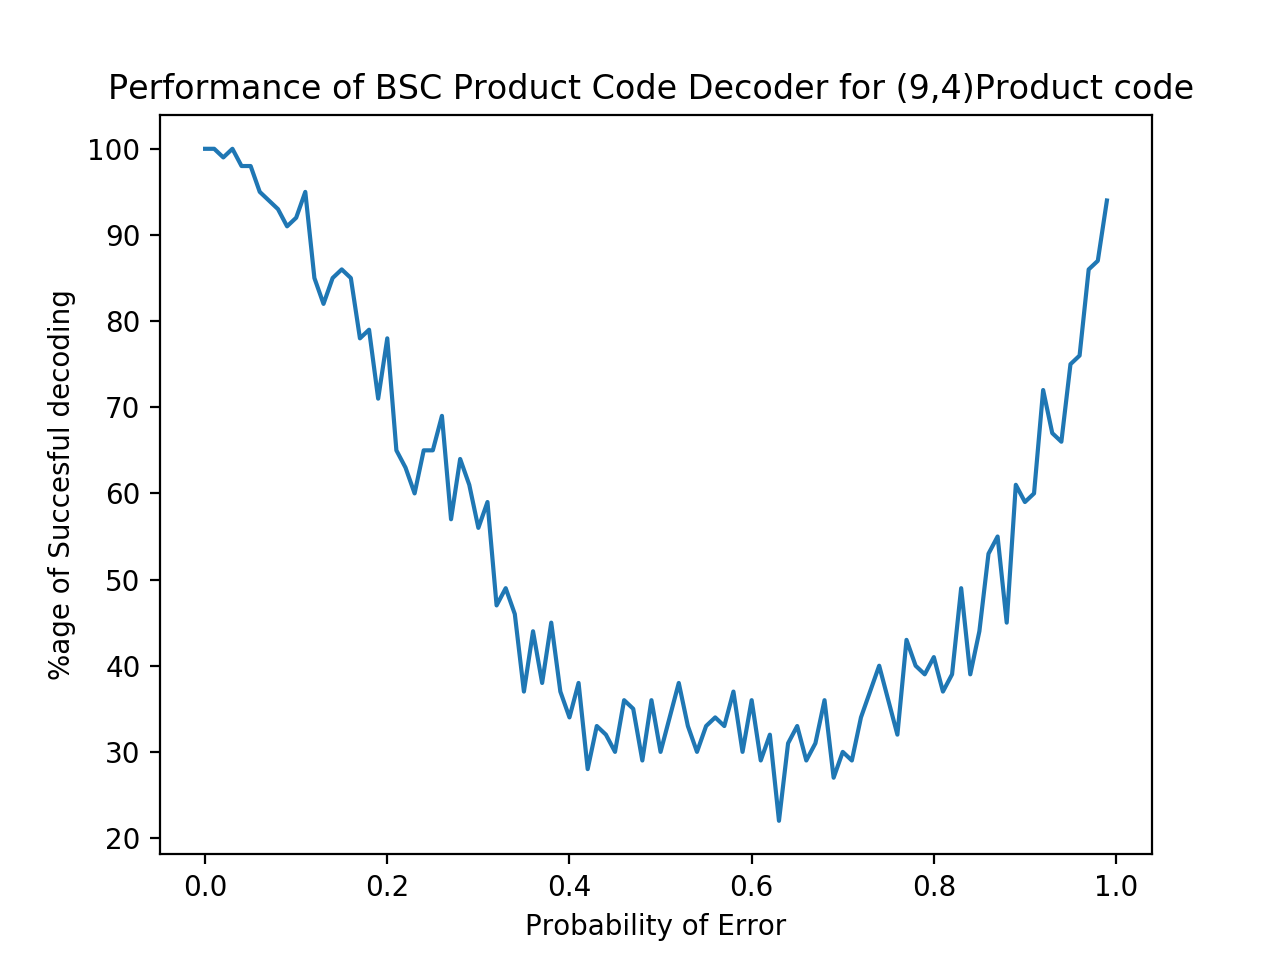 Performance of BSC Product Code Decoder for (9,4)Product code
%age of Succesful decoding
100
90
80
70
60
50
40
30
20
0.0 0.2 0.4 0.6 0.8 1.0
Probability of Error